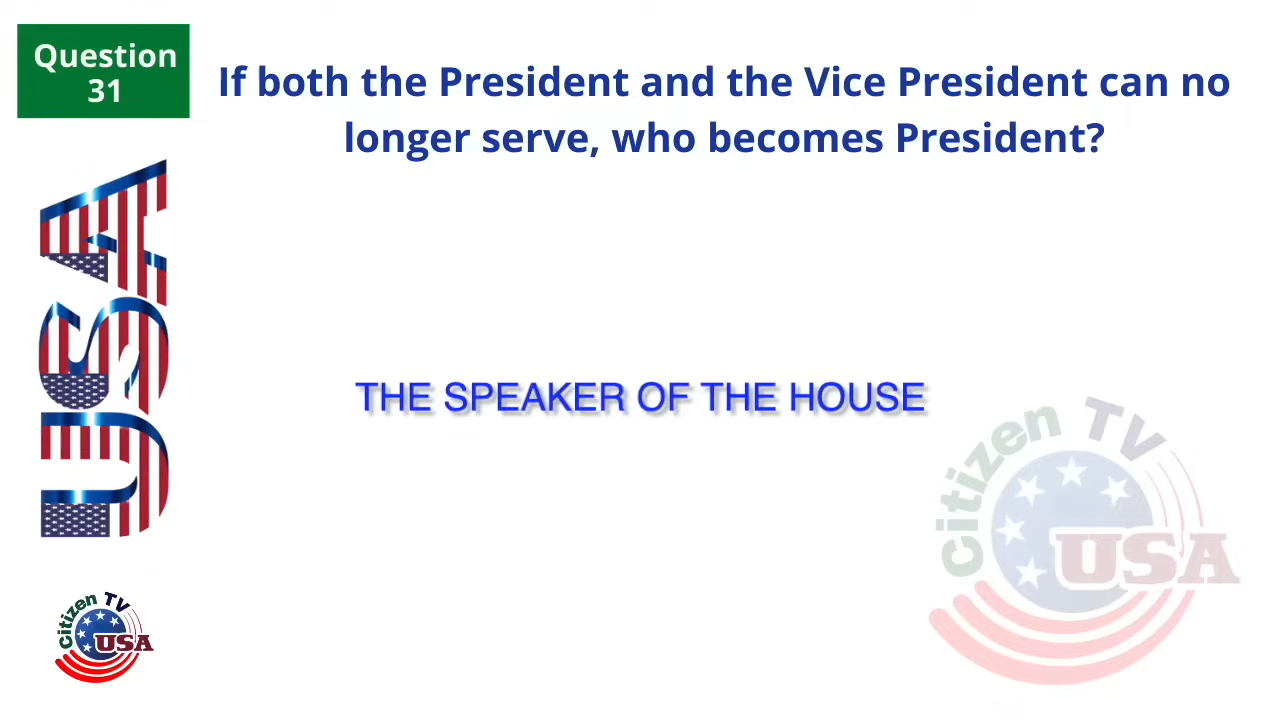 Question
31
If both the President and the Vice President can no
longer serve, who becomes President?
USA
THE SPEAKER OF THE HOUSE
Citizen TV
USA
Citizen TV
USA